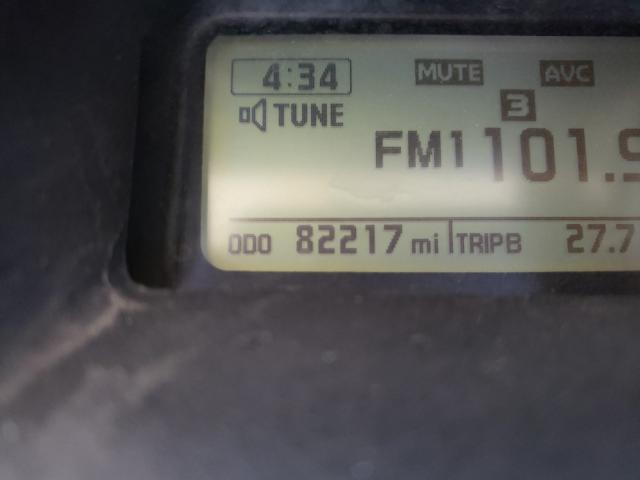 4:34 MUTE AVC
TUNE 3
FM1 101.9
ODO 82217 mi TRIPB 27.7